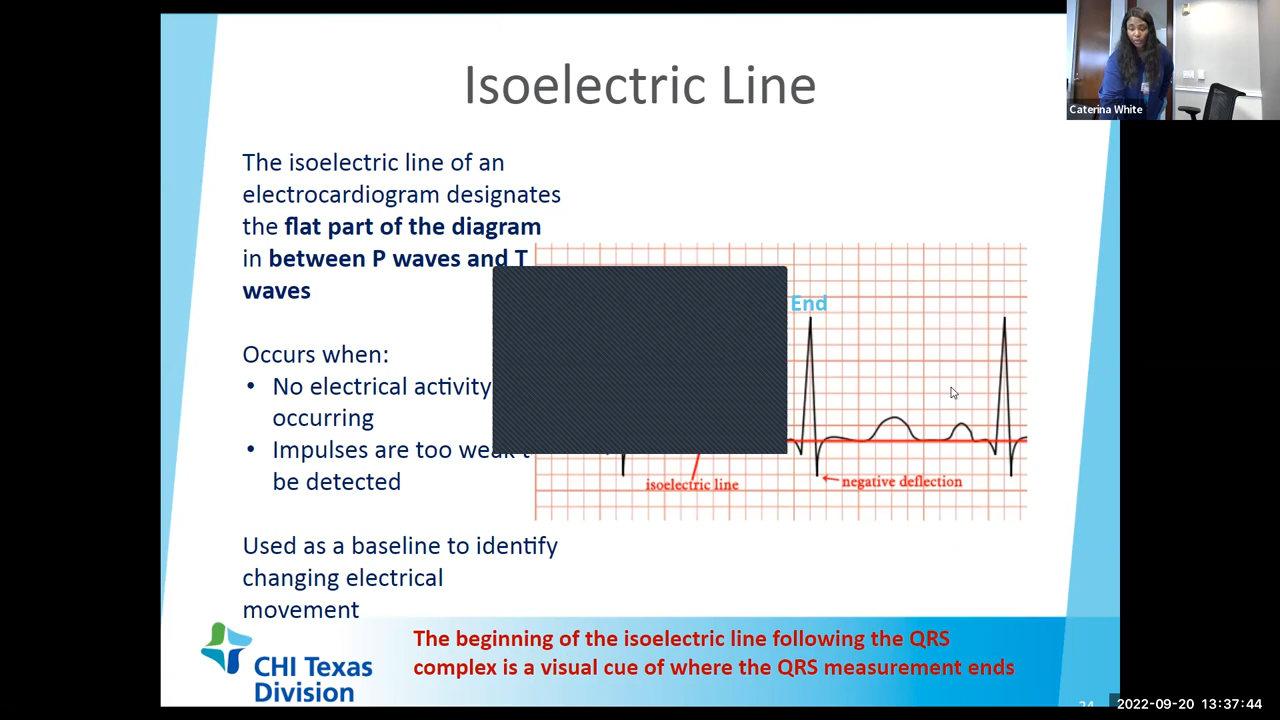 Isoelectric Line
Caterina White
The isoelectric line of an
electrocardiogram designates
the flat part of the diagram
in between P waves and T
waves
Occurs when:
• No electrical activity
occurring
• Impulses are too weak
be detected
Used as a baseline to identify
changing electrical
movement
End
isoelectric line
negative deflection
The beginning of the isoelectric line following the QRS
complex is a visual cue of where the QRS measurement ends
CHI Texas
Division
2022-09-20 13:37:44